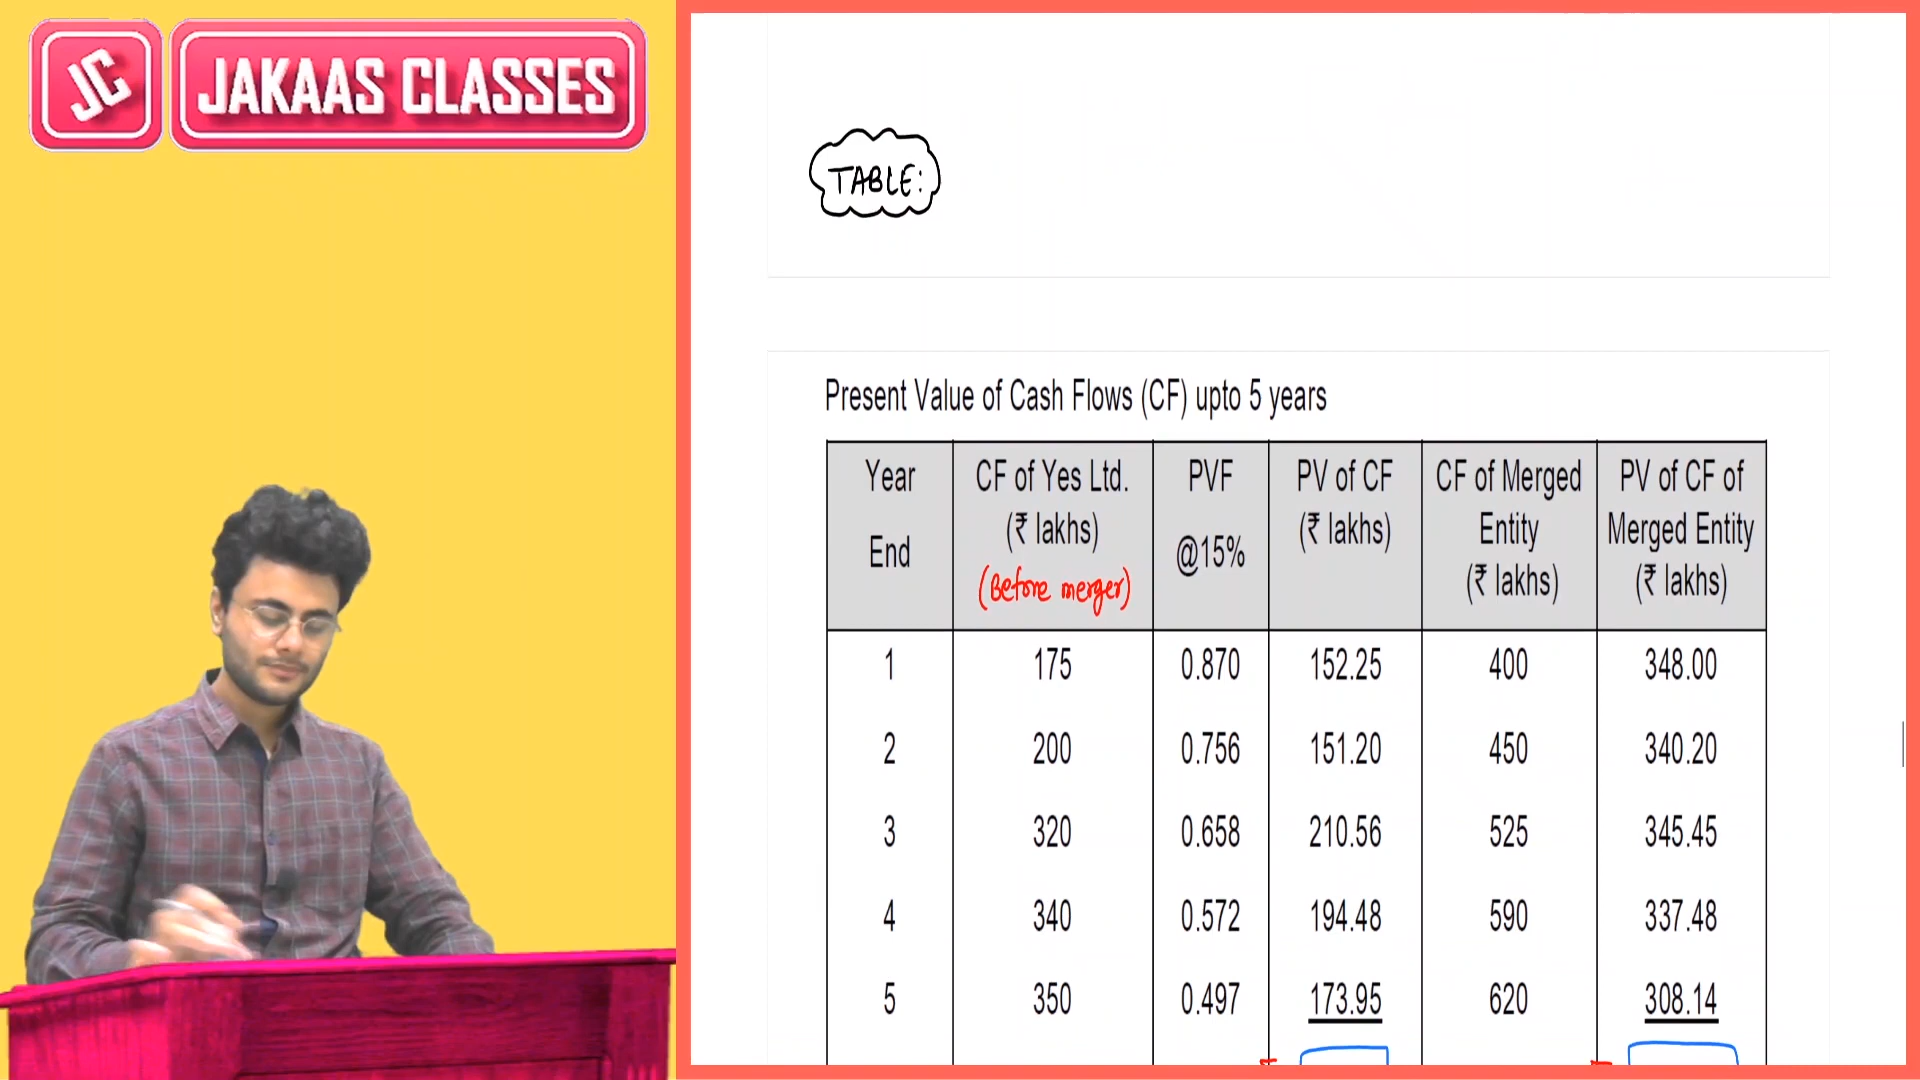 JC JAKAAS CLASSES
TABLE:
Present Value of Cash Flows (CF) upto 5 years
Year End | CF of Yes Ltd. (₹ lakhs) (Before merger) | PVF @15% | PV of CF (₹ lakhs) | CF of Merged Entity (₹ lakhs) | PV of CF of Merged Entity (₹ lakhs)
1 | 175 | 0.870 | 152.25 | 400 | 348.00
2 | 200 | 0.756 | 151.20 | 450 | 340.20
3 | 320 | 0.658 | 210.56 | 525 | 345.45
4 | 340 | 0.572 | 194.48 | 590 | 337.48
5 | 350 | 0.497 | 173.95 | 620 | 308.14